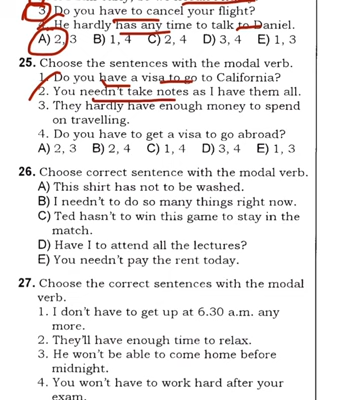 3. Do you have to cancel your flight?
4. He hardly has any time to talk to Daniel.
A) 2, 3 B) 1, 4 C) 2, 4 D) 3, 4 E) 1, 3
25. Choose the sentences with the modal verb.
1. Do you have a visa to go to California?
2. You needn't take notes as I have them all.
3. They hardly have enough money to spend
on travelling.
4. Do you have to get a visa to go abroad?
A) 2, 3 B) 2, 4 C) 1, 4 D) 3, 4 E) 1, 3
26. Choose correct sentence with the modal verb.
A) This shirt has not to be washed.
B) I needn't to do so many things right now.
C) Ted hasn't to win this game to stay in the
match.
D) Have I to attend all the lectures?
E) You needn't pay the rent today.
27. Choose the correct sentences with the modal
verb.
1. I don't have to get up at 6.30 a.m. any
more.
2. They'll have enough time to relax.
3. He won't be able to come home before
midnight.
4. You won't have to work hard after your
exam.